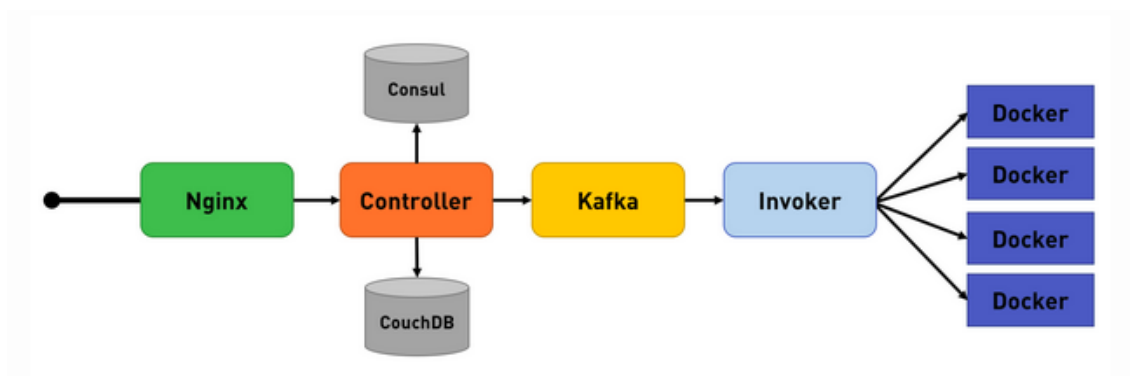 Consul
Nginx
Controller
Kafka
Invoker
CouchDB
Docker
Docker
Docker
Docker